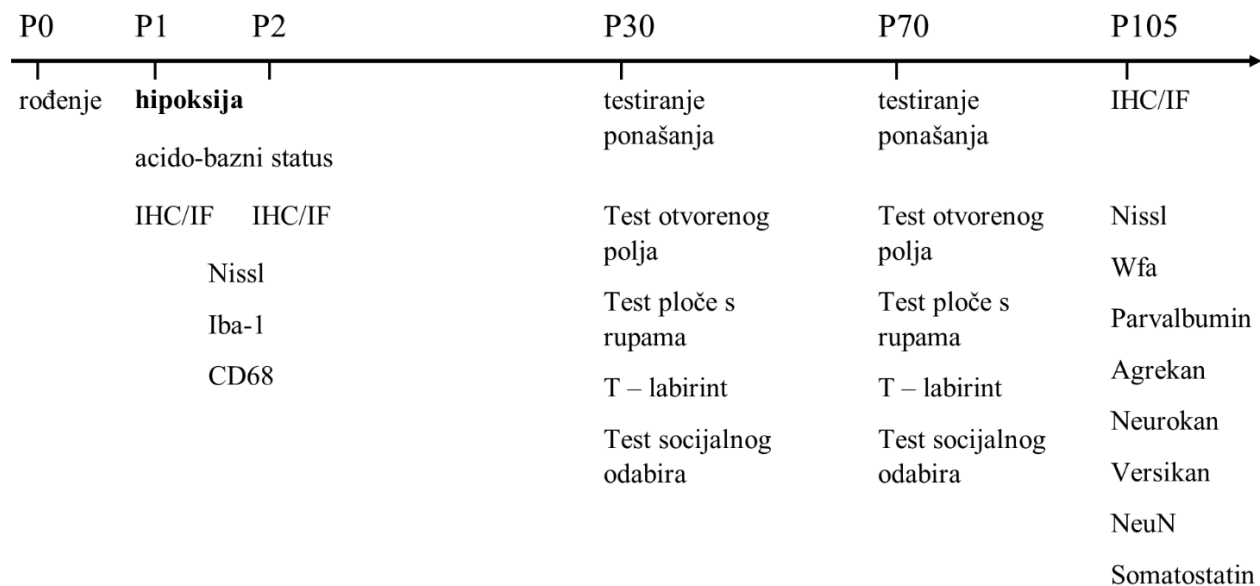 P0 P1 P2 P30 P70 P105
rođenje hipoksija testiranje testiranje IHC/IF
ponašanja ponašanja
acido-bazni status
IHC/IF IHC/IF Test otvorenog Test otvorenog Nissl
polja polja
Nissl Wfa
Iba-1 Test ploče s Test ploče s Parvalbumin
rupama rupama
CD68 T – labirint T – labirint Agrekan
Test socijalnog Test socijalnog Neurokan
odabira odabira Versikan
NeuN
Somatostatin